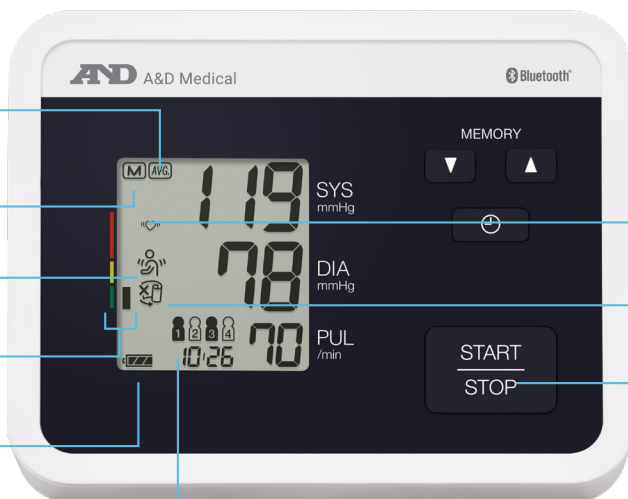 AND A&D Medical
Bluetooth®
MEMORY
M AVG.
119
SYS
mmHg
78
DIA
mmHg
1 2 3 4
10:26
70
PUL
/min
START
STOP